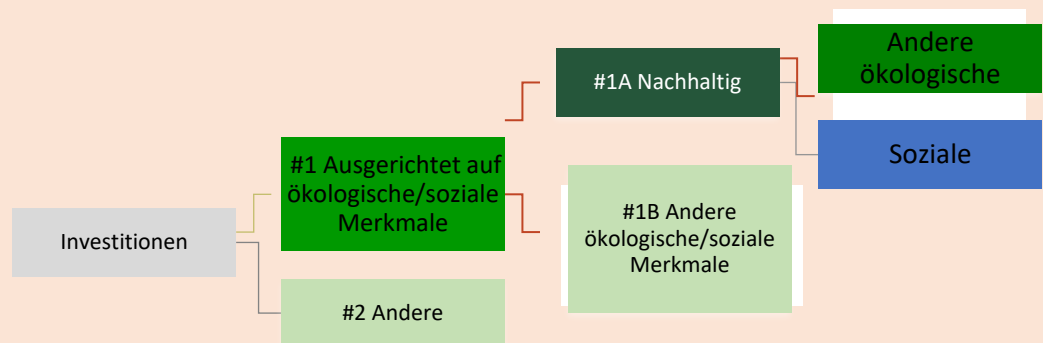 Investitionen
#1 Ausgerichtet auf
ökologische/soziale
Merkmale
#2 Andere
#1A Nachhaltig
#1B Andere
ökologische/soziale
Merkmale
Andere
ökologische
Soziale